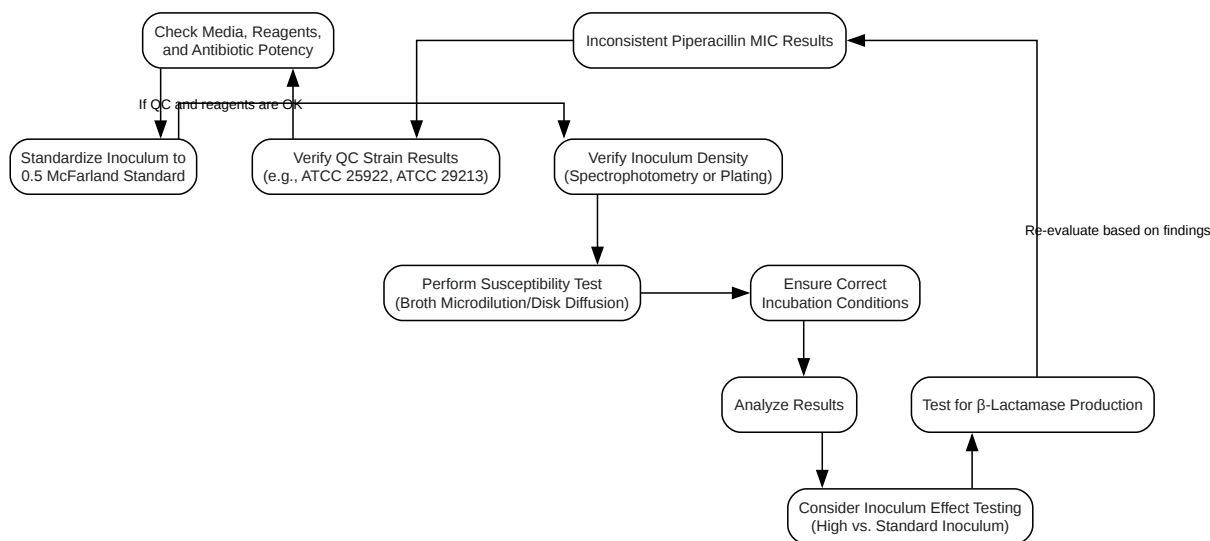 Check Media, Reagents,
and Antibiotic Potency
Inconsistent Piperacillin MIC Results
If QC and reagents are OK
Standardize Inoculum to
0.5 McFarland Standard
Verify QC Strain Results
(e.g., ATCC 25922, ATCC 29213)
Verify Inoculum Density
(Spectrophotometry or Plating)
Re-evaluate based on findings
Perform Susceptibility Test
(Broth Microdilution/Disk Diffusion)
Ensure Correct
Incubation Conditions
Analyze Results
Test for β-Lactamase Production
Consider Inoculum Effect Testing
(High vs. Standard Inoculum)